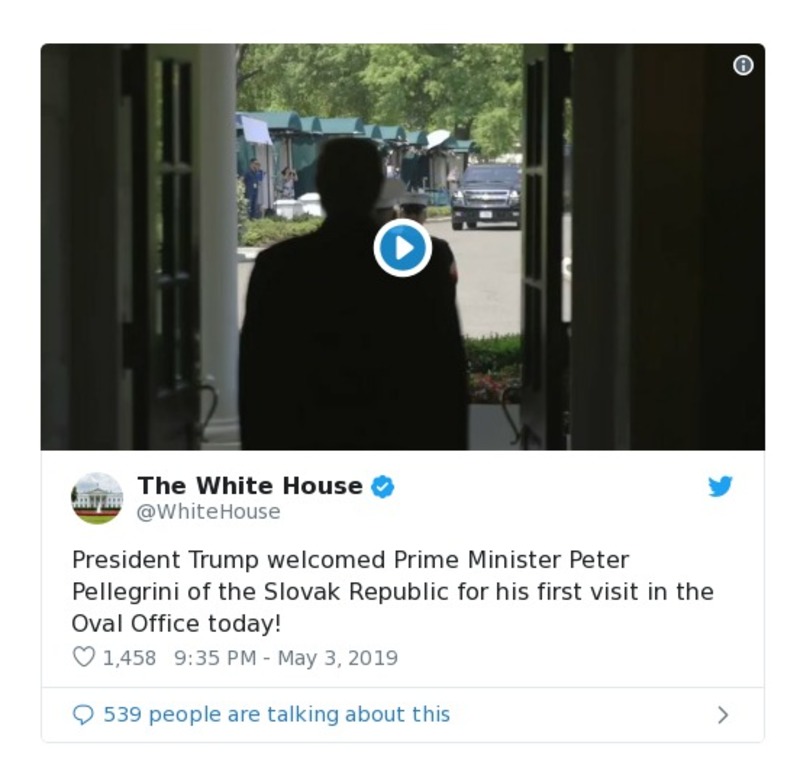 The White House
@WhiteHouse
President Trump welcomed Prime Minister Peter
Pellegrini of the Slovak Republic for his first visit in the
Oval Office today!
1,458 9:35 PM - May 3, 2019
539 people are talking about this